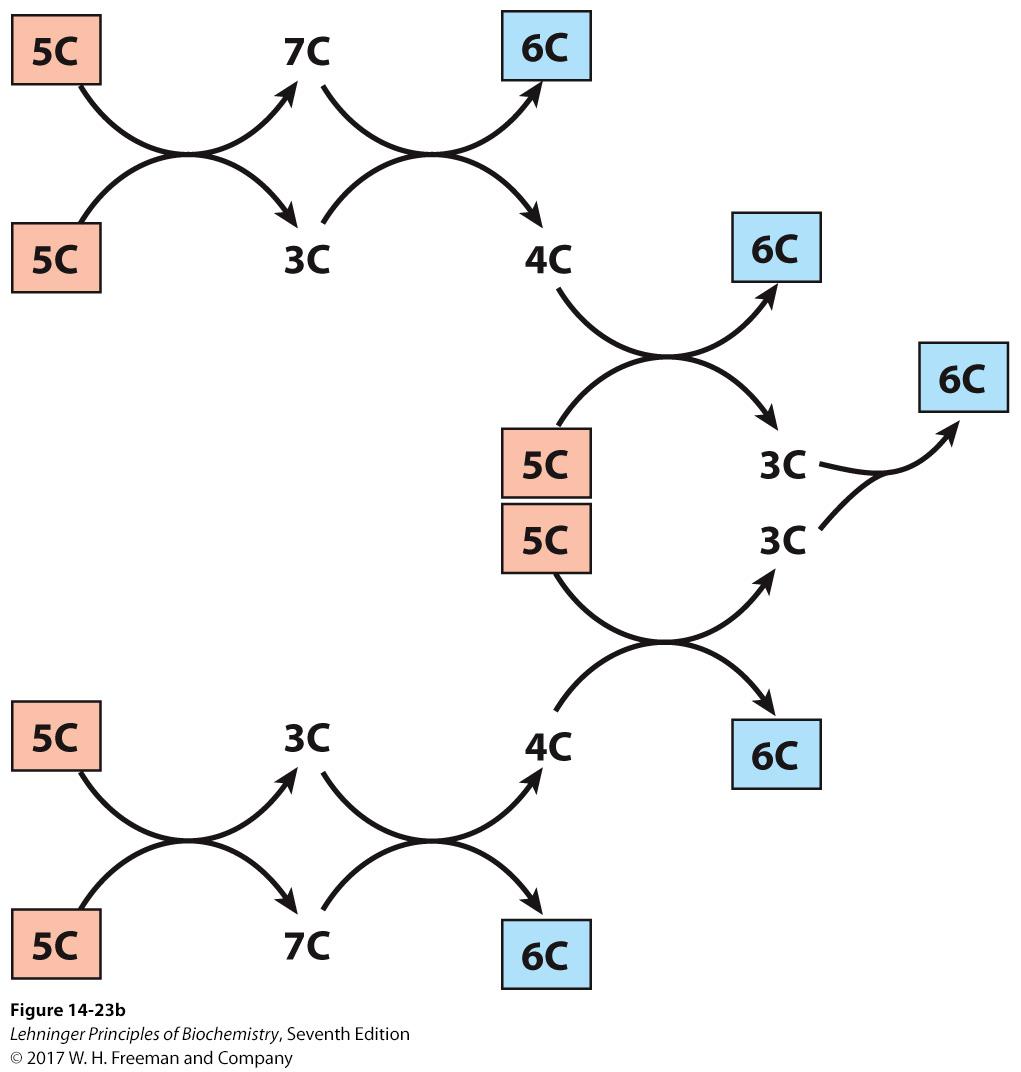 5C 7C 6C
5C 3C 4C 6C
6C
5C 3C
5C 3C
5C 3C 4C 6C
5C 7C 6C
Figure 14-23b
Lehninger Principles of Biochemistry, Seventh Edition
© 2017 W. H. Freeman and Company